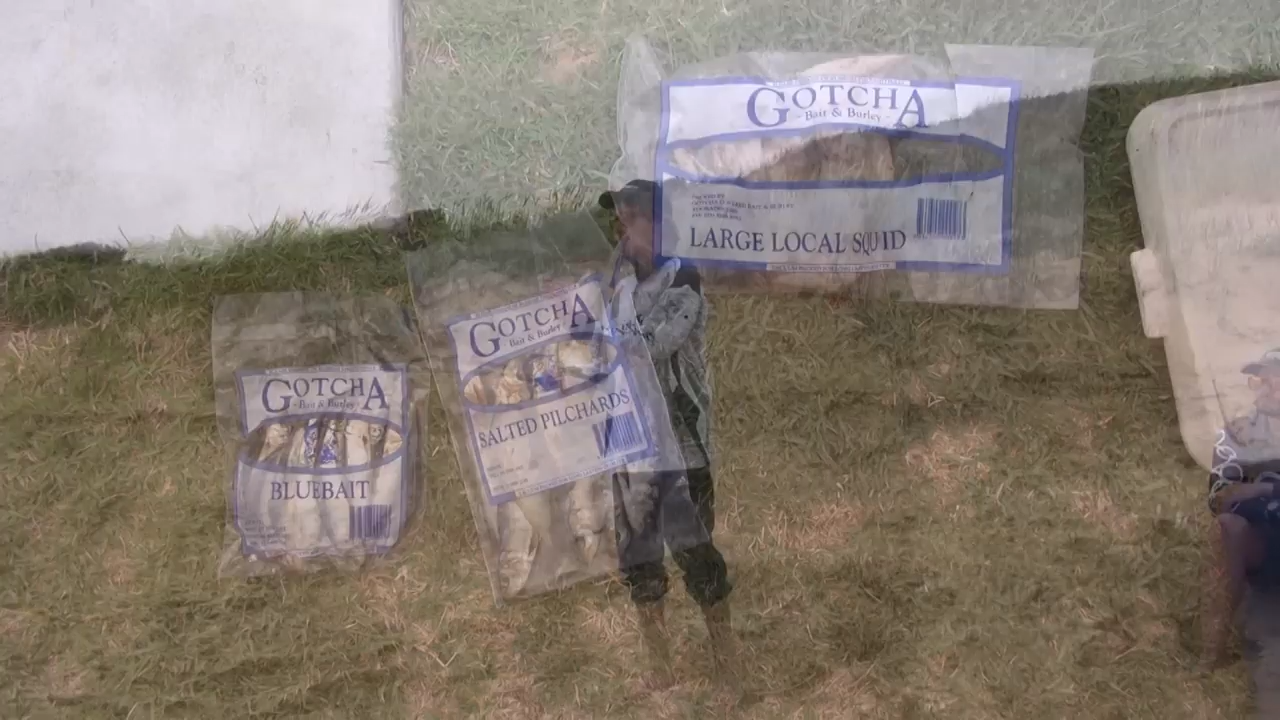 GOTCHA
- Bait & Burley -
LARGE LOCAL SQUID
GOTCHA
- Bait & Burley -
SALTED PILCHARDS
GOTCHA
- Bait & Burley -
BLUEBAIT